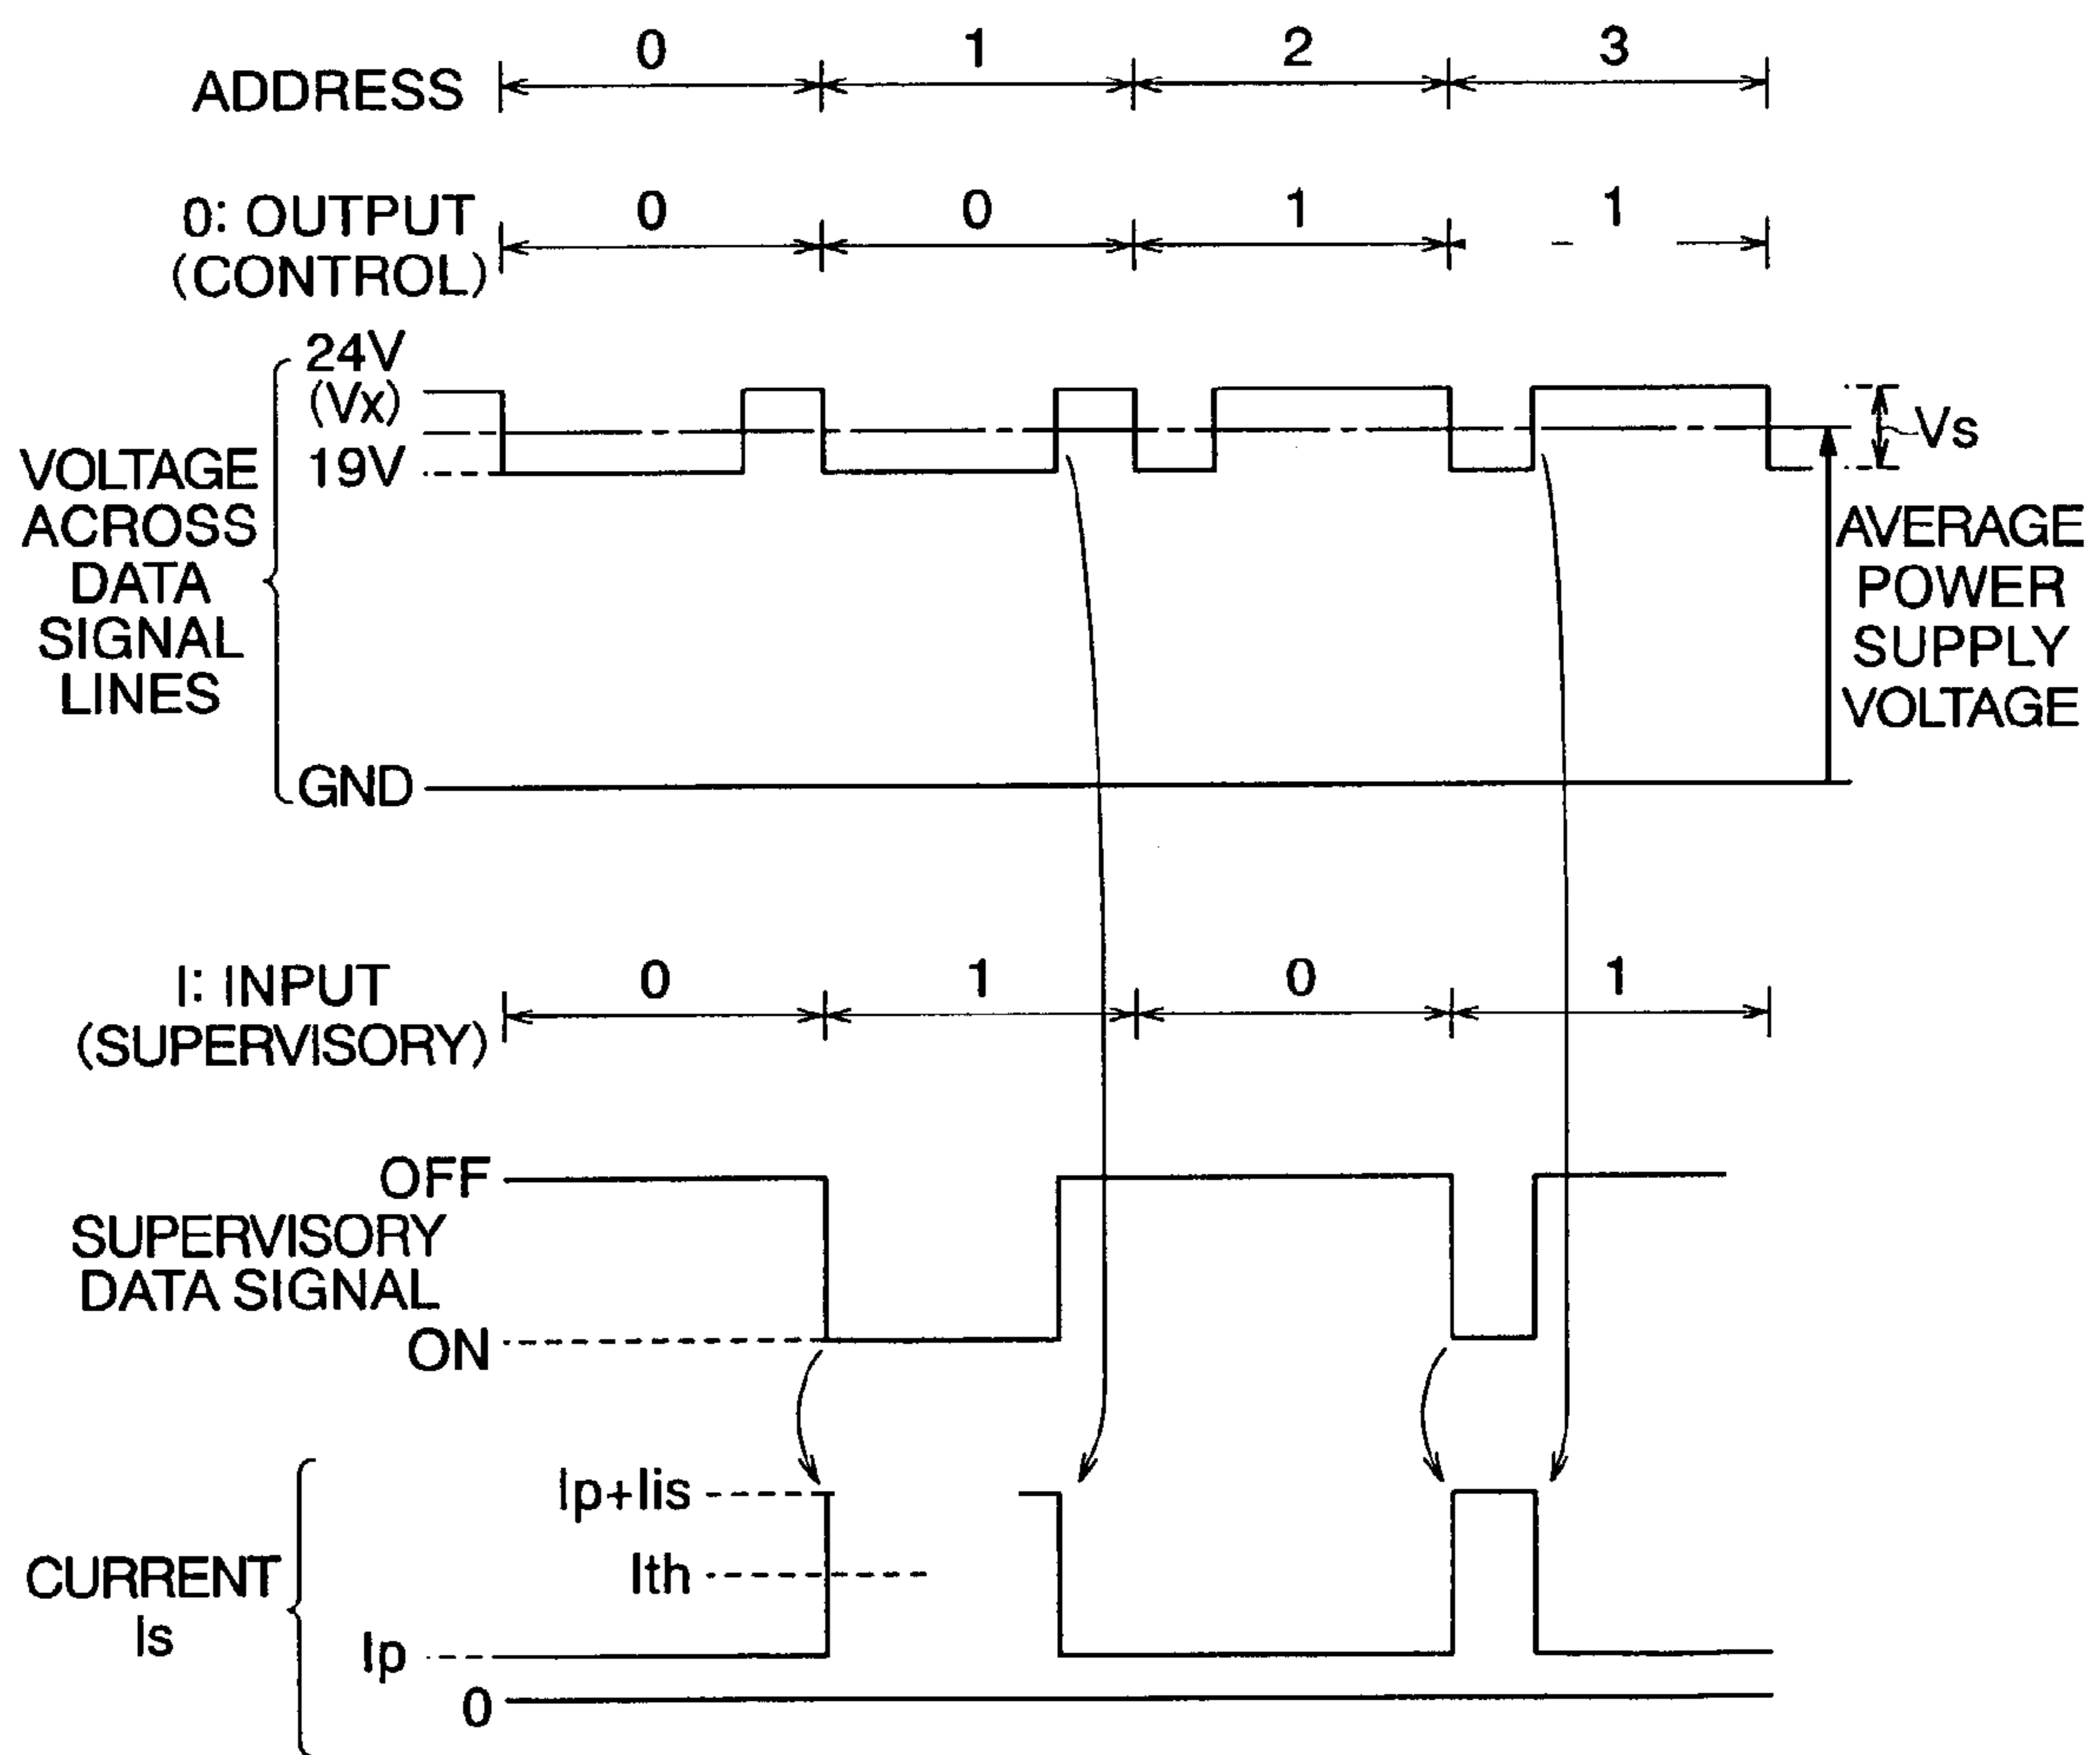 ADDRESS 0 1 2 3
0: OUTPUT
(CONTROL) 0 0 1 1
VOLTAGE
ACROSS
DATA
SIGNAL
LINES
24V
(Vx)
19V
GND
Vs
AVERAGE
POWER
SUPPLY
VOLTAGE
I: INPUT
(SUPERVISORY) 0 1 0 1
OFF
SUPERVISORY
DATA SIGNAL
ON
CURRENT
Is
Ip+Iis
Ith
Ip
0